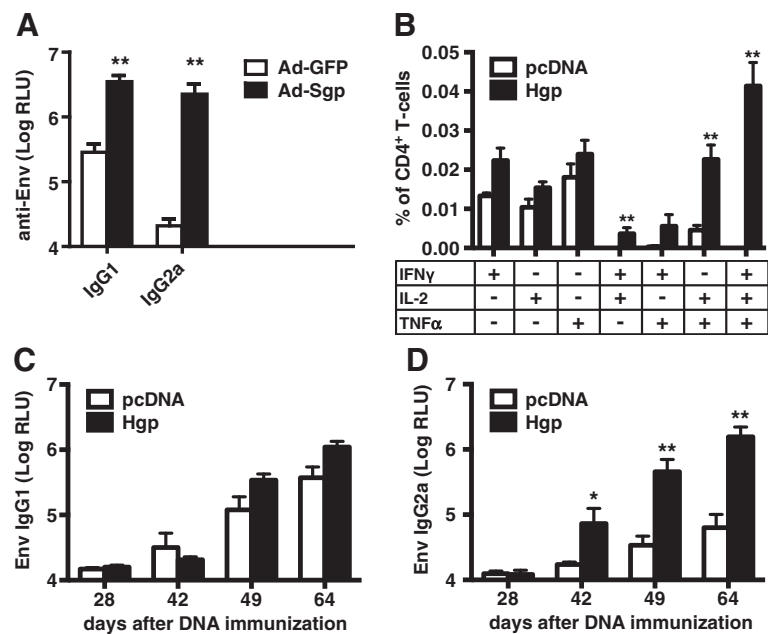 A
anti-Env (Log RLU)
7
6
5
4
Ad-GFP
Ad-Sgp
**
**
IgG1
IgG2a
B
% of CD4+ T-cells
0.05
0.04
0.03
0.02
0.01
0.00
pcDNA
Hgp
**
**
**
IFNγ + - - + + - +
IL-2 - + - + - + +
TNFα - - + - + + +
C
Env IgG1 (Log RLU)
7
6
5
4
pcDNA
Hgp
28 42 49 64
days after DNA immunization
D
Env IgG2a (Log RLU)
7
6
5
4
pcDNA
Hgp
*
**
**
28 42 49 64
days after DNA immunization